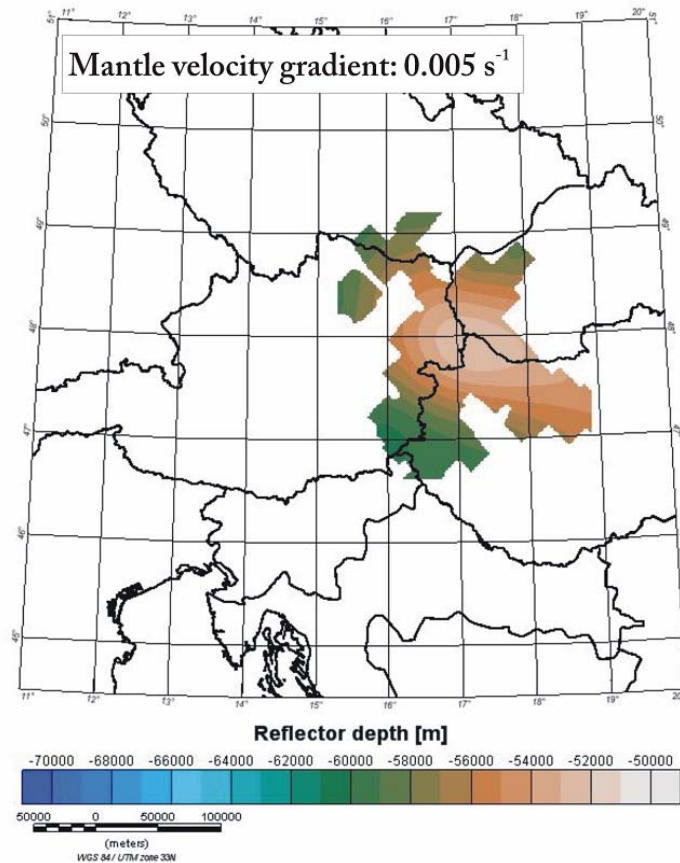 51° 11° 12° 13° 14° 15° 16° 17° 18° 19° 20° 51°
Mantle velocity gradient: 0.005 s⁻¹
50° 50°
49° 49°
48° 48°
47° 47°
46° 46°
45° 45°
11° 12° 13° 14° 15° 16° 17° 18° 19° 20
Reflector depth [m]
-70000 -68000 -66000 -64000 -62000 -60000 -58000 -56000 -54000 -52000 -50000
50000 0 50000 100000
(meters)
WGS 84 / UTM zone 33N